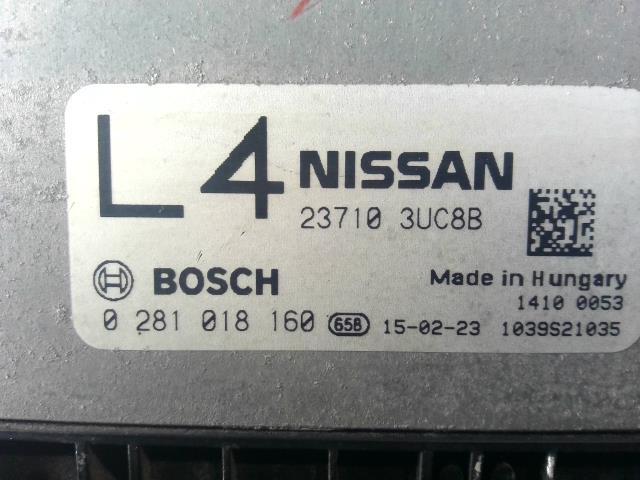 L4 NISSAN
23710 3UC8B
BOSCH Made in Hungary
1410 0053
0 281 018 160 658 15-02-23 1039S21035